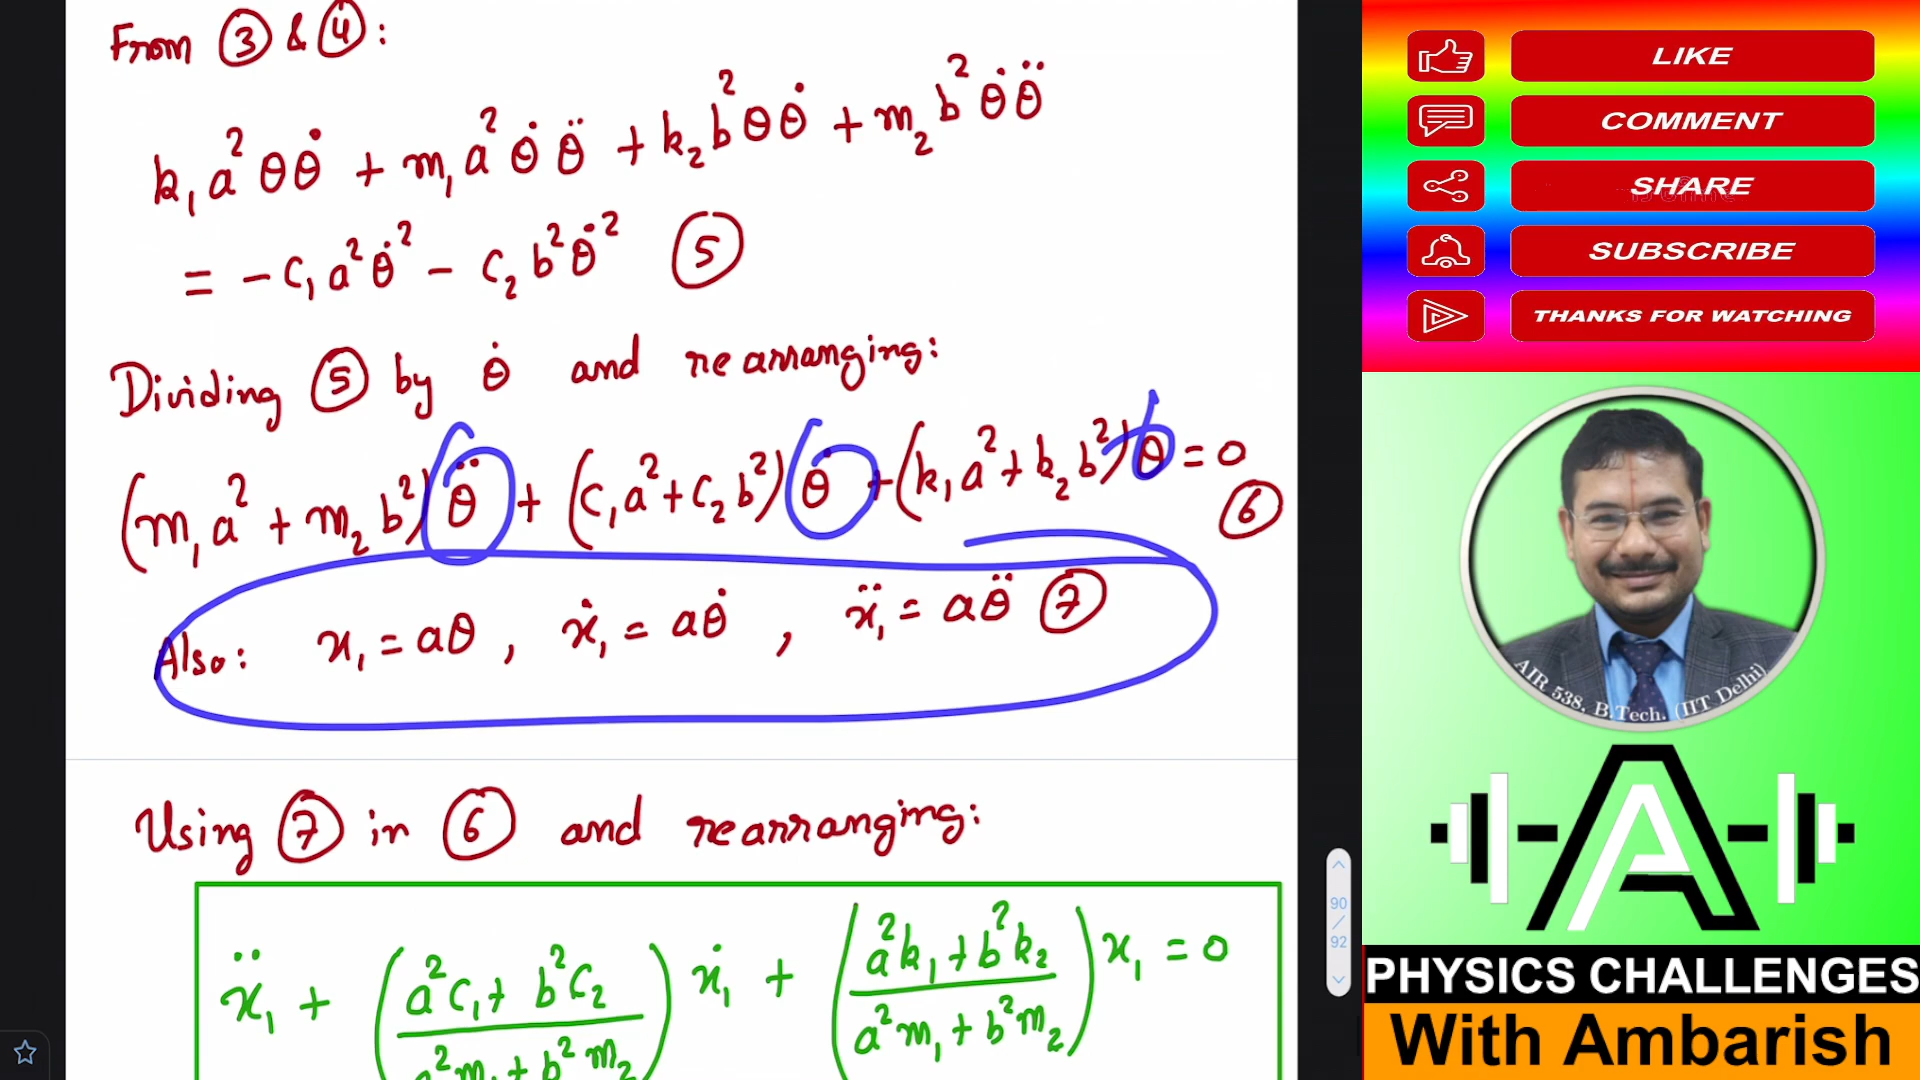 From ③ & ④ :
k₁a²θθ̇ + m₁a²θ̇θ̈ + k₂b²θθ̇ + m₂b²θ̇θ̈
= -c₁a²θ̇² - c₂b²θ̇² ⑤
Dividing ⑤ by θ̇ and rearranging:
(m₁a² + m₂b²)θ̈ + (c₁a² + c₂b²)θ̇ + (k₁a² + k₂b²)θ = 0
⑥
Also: x₁ = aθ , ẋ₁ = aθ̇ , ẍ₁ = aθ̈ ⑦
Using ⑦ in ⑥ and rearranging:
ẍ₁ + ((a²c₁ + b²c₂)/(a²m₁ + b²m₂)) ẋ₁ + ((a²k₁ + b²k₂)/(a²m₁ + b²m₂)) x₁ = 0
90
/
92
LIKE
COMMENT
SHARE
SUBSCRIBE
THANKS FOR WATCHING
AIR 538, B.Tech. (IIT Delhi)
A
PHYSICS CHALLENGES
With Ambarish